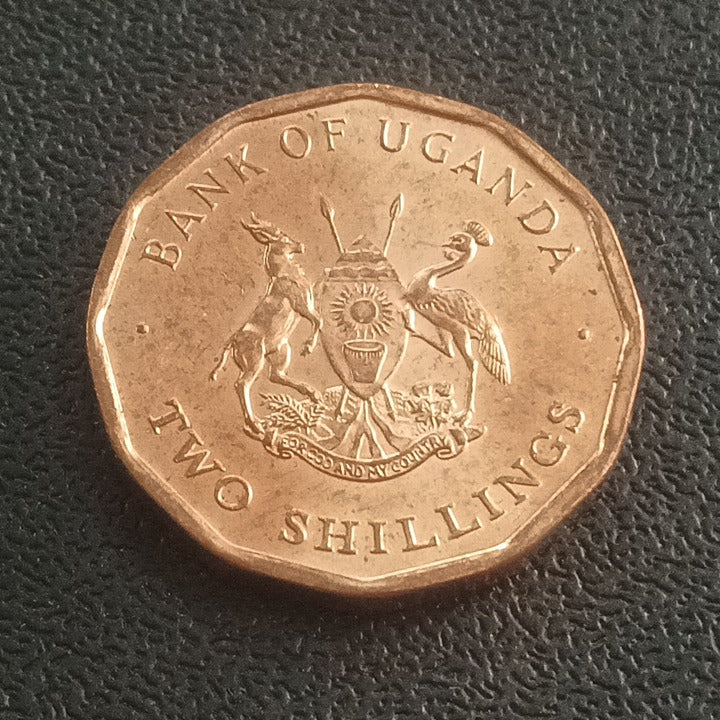 BANK OF UGANDA
FOR GOD AND MY COUNTRY
TWO SHILLINGS